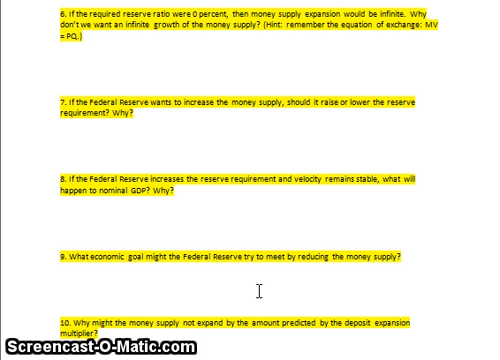 6. If the required reserve ratio were 0 percent, then money supply expansion would be infinite. Why
don't we want an infinite growth of the money supply? (Hint: remember the equation of exchange: MV
= PQ.)
7. If the Federal Reserve wants to increase the money supply, should it raise or lower the reserve
requirement? Why?
8. If the Federal Reserve increases the reserve requirement and velocity remains stable, what will
happen to nominal GDP? Why?
9. What economic goal might the Federal Reserve try to meet by reducing the money supply?
10. Why might the money supply not expand by the amount predicted by the deposit expansion
multiplier?
Screencast-O-Matic.com